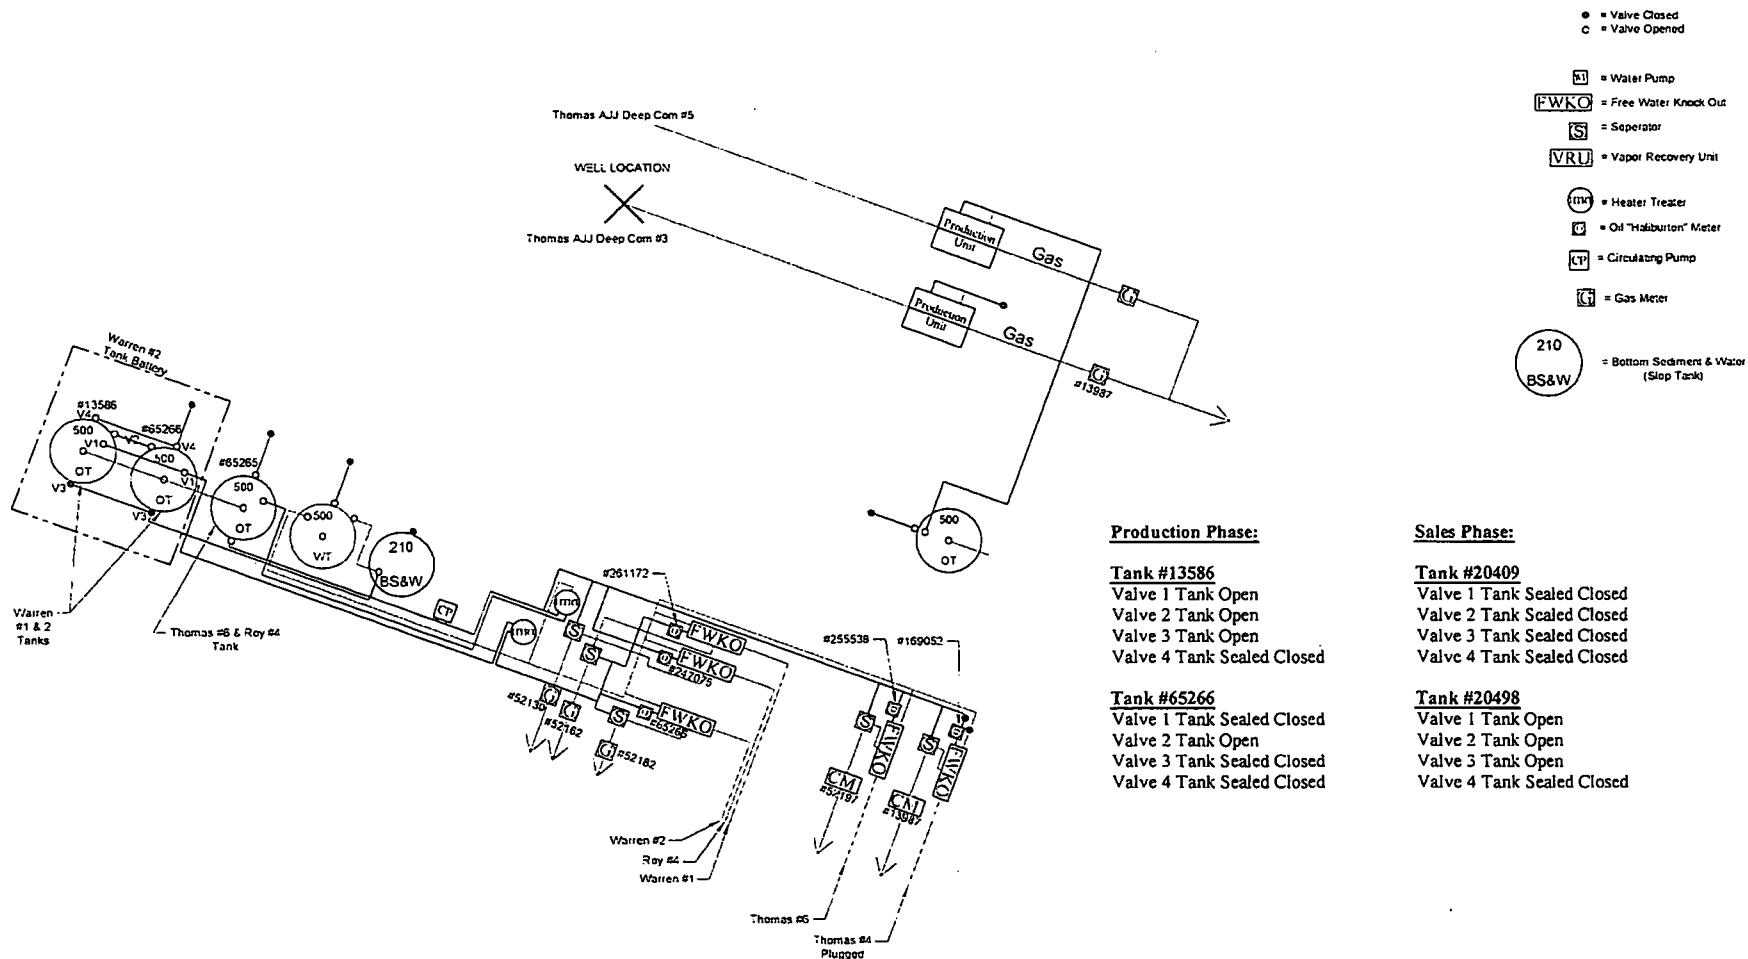 = Valve Closed
= Valve Opened
= Water Pump
FWKO = Free Water Knock Out
S = Seperator
VRU = Vapor Recovery Unit
= Heater Treater
= Oil "Haliburton" Meter
CP = Circulating Pump
G = Gas Meter
210
BS&W
= Bottom Sediment & Water
(Slop Tank)
Thomas AJJ Deep Com #5
WELL LOCATION
Thomas AJJ Deep Com #3
Production
Unit
Gas
G
Production
Unit
Gas
G
#13987
Warren #2
Tank Battery
#13586
V4
500
V1
V2
OT
V3
#65266
V4
500
V1
OT
V3
#65265
500
OT
500
WT
210
BS&W
Warren
#1 & 2
Tanks
Thomas #6 & Roy #4
Tank
CP
500
OT
#261172
FWKO
S
FWKO
#247075
S
FWKO
#65265
S
G
#52130
G
#52162
G
#52182
Warren #2
Roy #4
Warren #1
#255538
#169052
S
FWKO
CM
#52197
S
FWKO
CM
#13987
Thomas #6
Thomas #4
Plugged
Production Phase:
Tank #13586
Valve 1 Tank Open
Valve 2 Tank Open
Valve 3 Tank Open
Valve 4 Tank Sealed Closed
Tank #65266
Valve 1 Tank Sealed Closed
Valve 2 Tank Open
Valve 3 Tank Sealed Closed
Valve 4 Tank Sealed Closed
Sales Phase:
Tank #20409
Valve 1 Tank Sealed Closed
Valve 2 Tank Sealed Closed
Valve 3 Tank Sealed Closed
Valve 4 Tank Sealed Closed
Tank #20498
Valve 1 Tank Open
Valve 2 Tank Open
Valve 3 Tank Open
Valve 4 Tank Sealed Closed